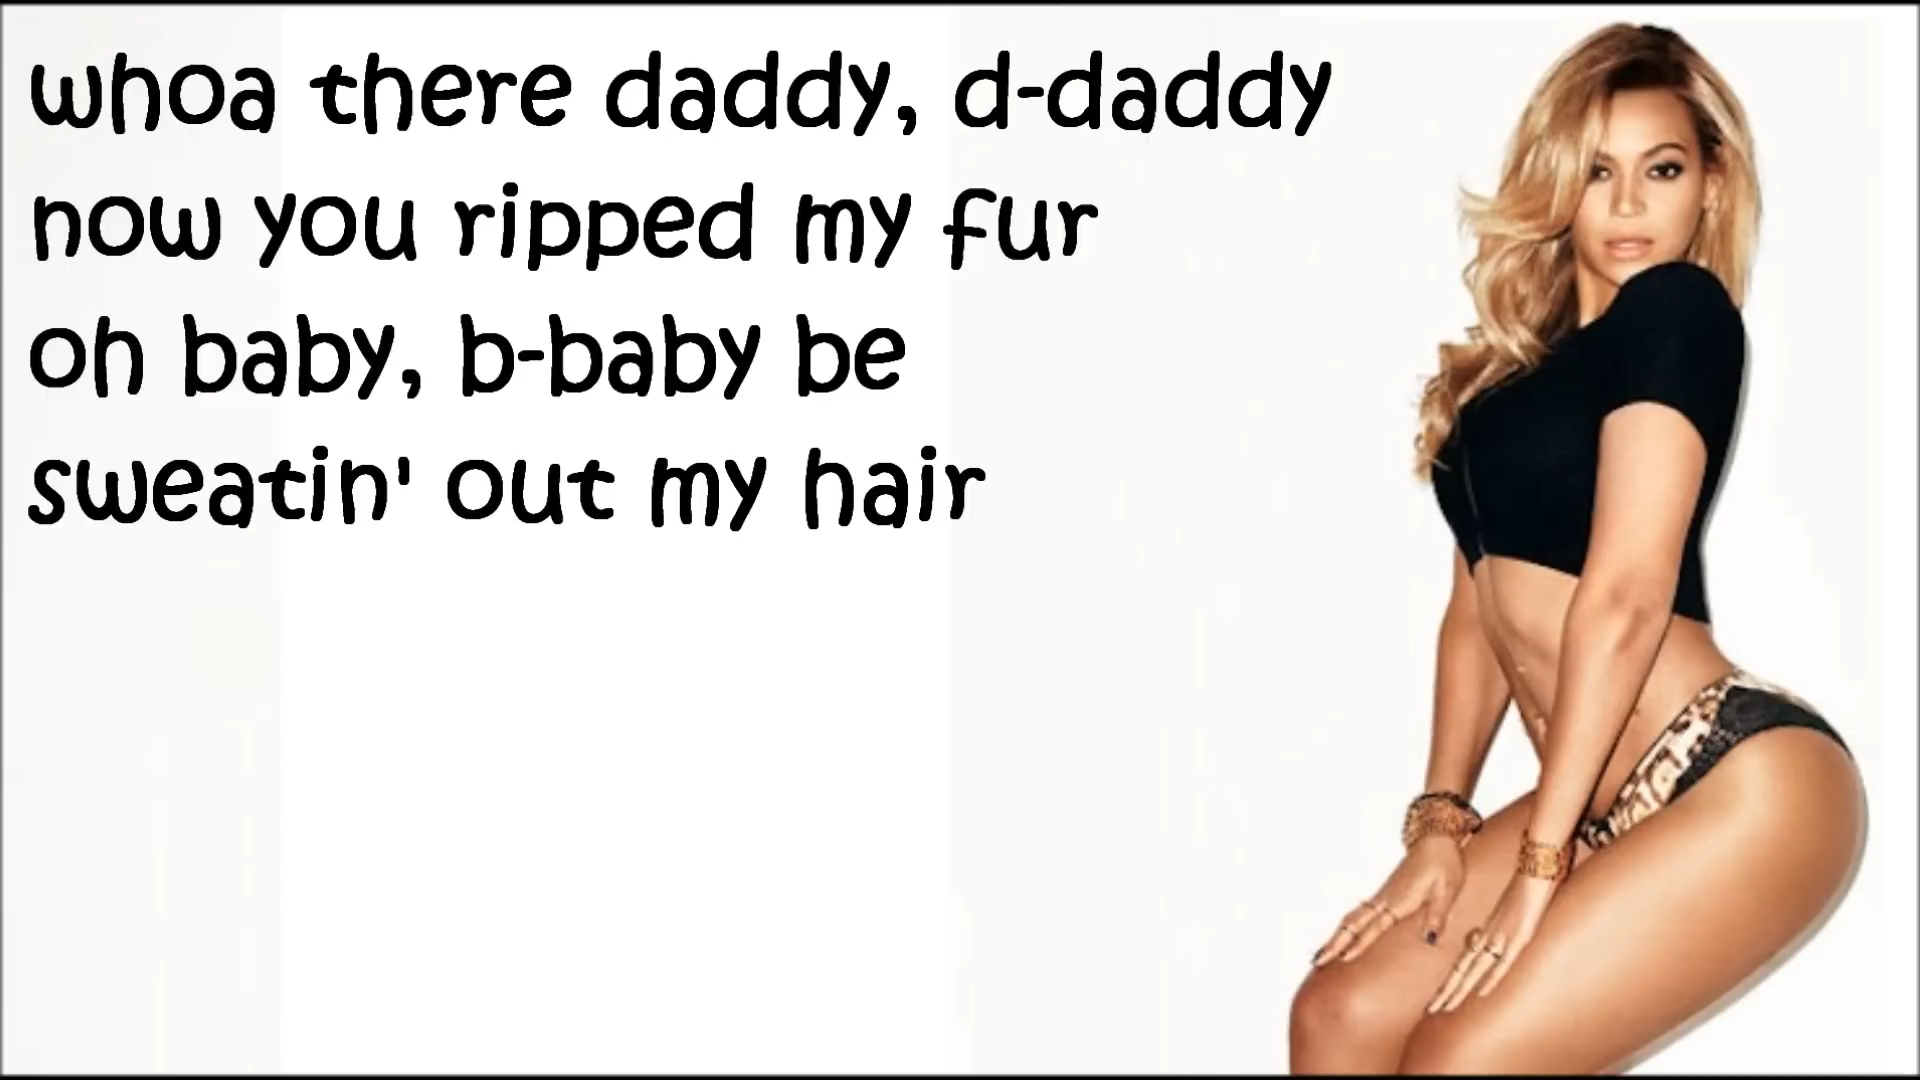 whoa there daddy, d-daddy
now you ripped my fur
oh baby, b-baby be
sweatin' out my hair